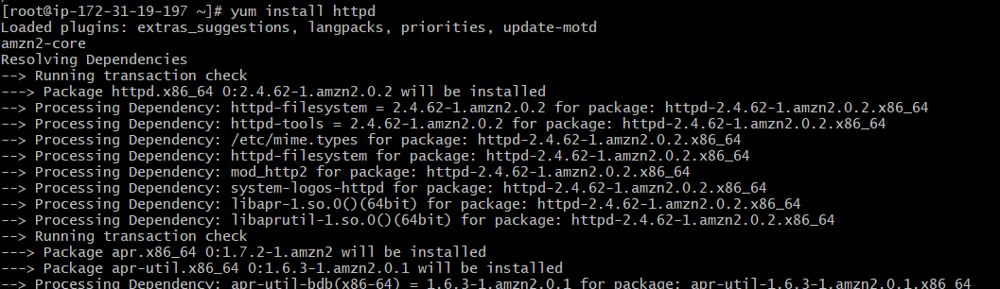 [root@ip-172-31-19-197 ~]# yum install httpd
Loaded plugins: extras_suggestions, langpacks, priorities, update-motd
amzn2-core
Resolving Dependencies
--> Running transaction check
---> Package httpd.x86_64 0:2.4.62-1.amzn2.0.2 will be installed
--> Processing Dependency: httpd-filesystem = 2.4.62-1.amzn2.0.2 for package: httpd-2.4.62-1.amzn2.0.2.x86_64
--> Processing Dependency: httpd-tools = 2.4.62-1.amzn2.0.2 for package: httpd-2.4.62-1.amzn2.0.2.x86_64
--> Processing Dependency: /etc/mime.types for package: httpd-2.4.62-1.amzn2.0.2.x86_64
--> Processing Dependency: httpd-filesystem for package: httpd-2.4.62-1.amzn2.0.2.x86_64
--> Processing Dependency: mod_http2 for package: httpd-2.4.62-1.amzn2.0.2.x86_64
--> Processing Dependency: system-logos-httpd for package: httpd-2.4.62-1.amzn2.0.2.x86_64
--> Processing Dependency: libapr-1.so.0()(64bit) for package: httpd-2.4.62-1.amzn2.0.2.x86_64
--> Processing Dependency: libaprutil-1.so.0()(64bit) for package: httpd-2.4.62-1.amzn2.0.2.x86_64
--> Running transaction check
---> Package apr.x86_64 0:1.7.2-1.amzn2 will be installed
---> Package apr-util.x86_64 0:1.6.3-1.amzn2.0.1 will be installed
--> Processing Dependency: apr-util-bdb(x86-64) = 1.6.3-1.amzn2.0.1 for package: apr-util-1.6.3-1.amzn2.0.1.x86_64